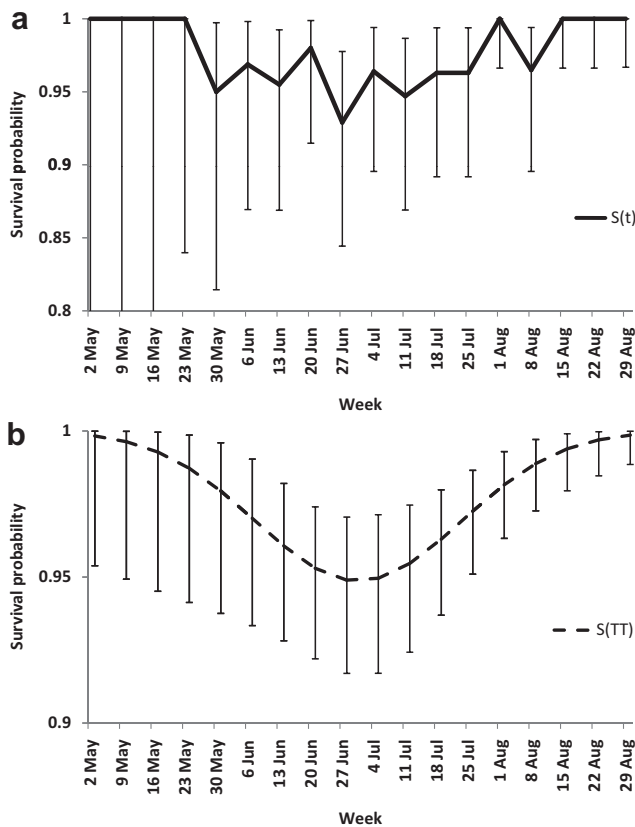 a
Survival probability
1
0.95
0.9
0.85
0.8
S(t)
2 May
9 May
16 May
23 May
30 May
6 Jun
13 Jun
20 Jun
27 Jun
4 Jul
11 Jul
18 Jul
25 Jul
1 Aug
8 Aug
15 Aug
22 Aug
29 Aug
Week
b
Survival probability
1
0.95
0.9
S(TT)
2 May
9 May
16 May
23 May
30 May
6 Jun
13 Jun
20 Jun
27 Jun
4 Jul
11 Jul
18 Jul
25 Jul
1 Aug
8 Aug
15 Aug
22 Aug
29 Aug
Week